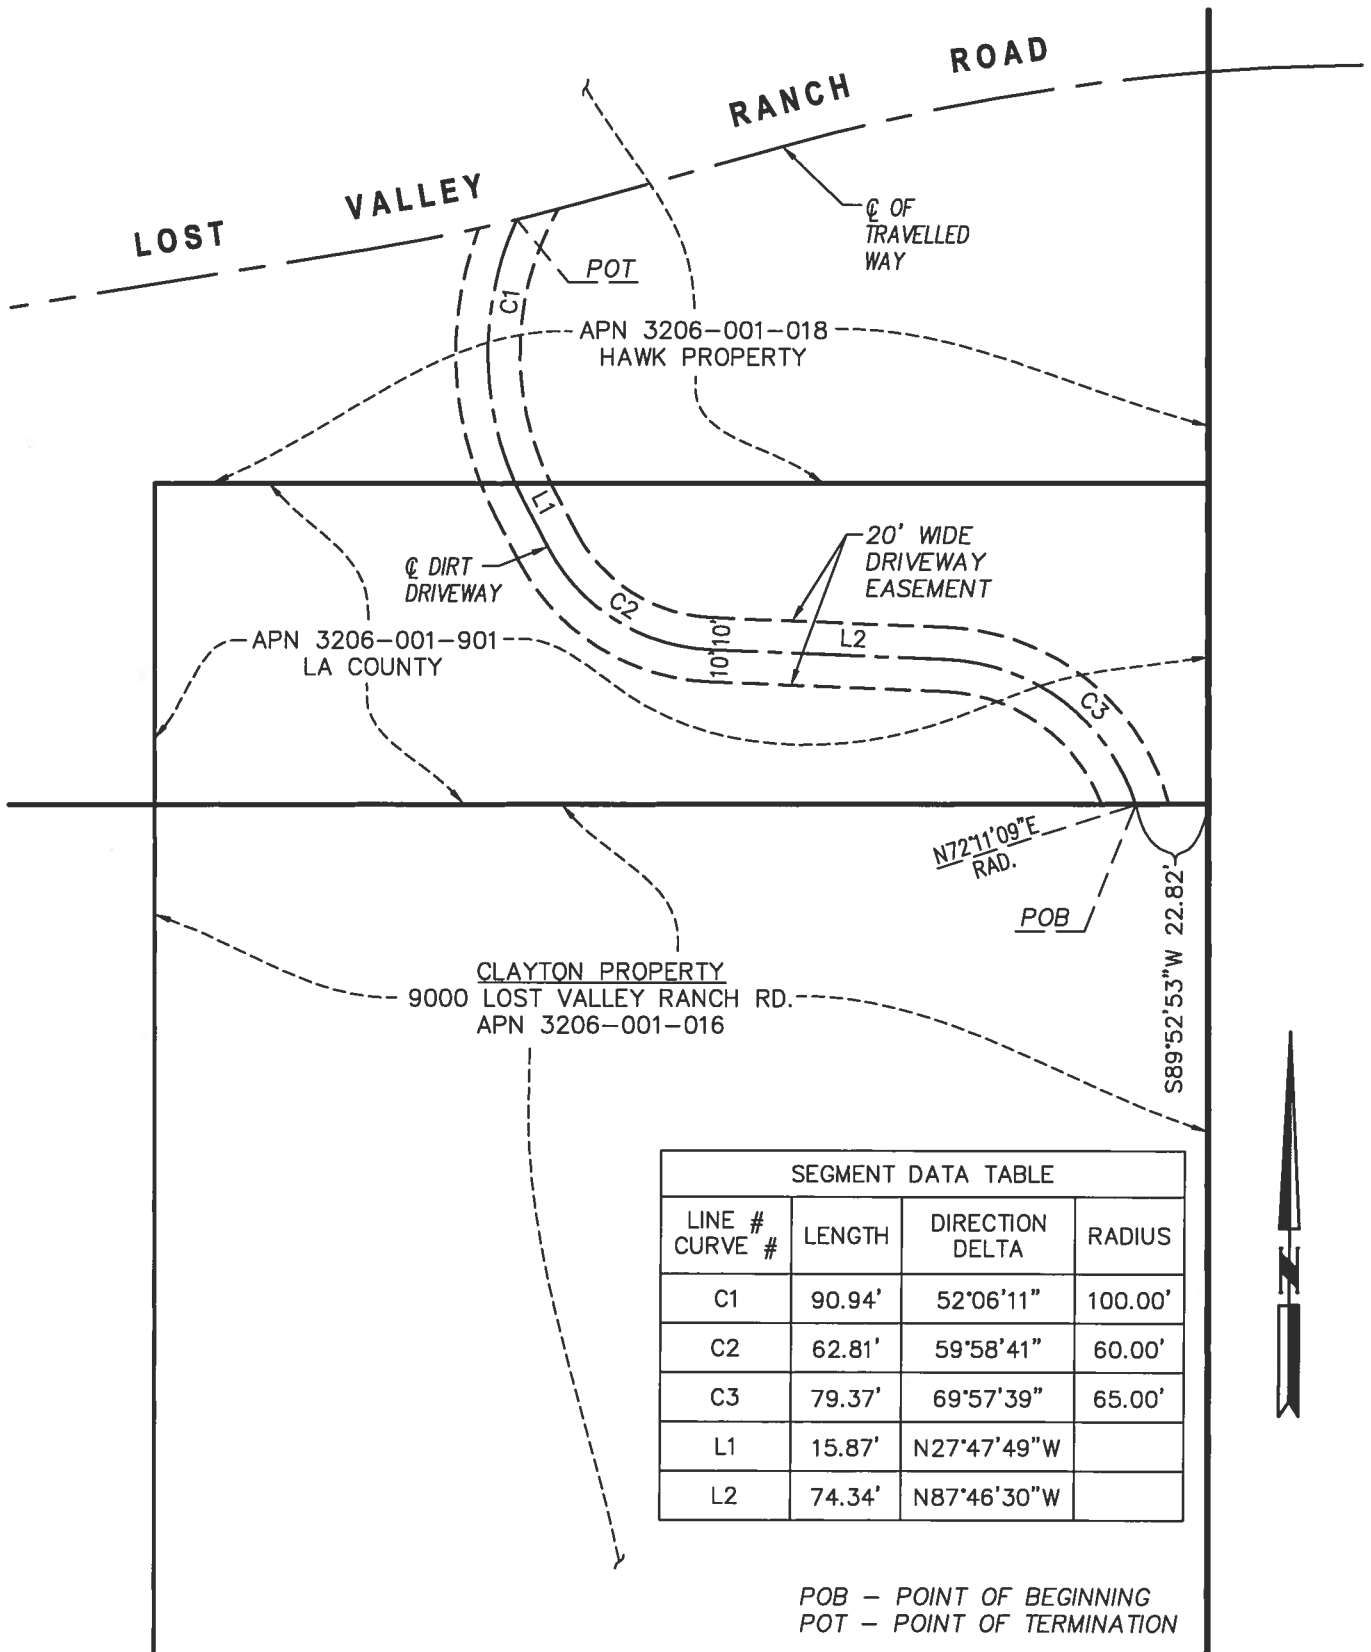 LOST VALLEY RANCH ROAD
℄ OF
TRAVELLED
WAY
POT
C1
APN 3206-001-018
HAWK PROPERTY
L1
20' WIDE
DRIVEWAY
EASEMENT
℄ DIRT
DRIVEWAY
C2
10' 10'
L2
APN 3206-001-901
LA COUNTY
C3
N72°11'09"E
RAD.
POB
S89°52'53"W 22.82'
CLAYTON PROPERTY
9000 LOST VALLEY RANCH RD.
APN 3206-001-016
SEGMENT DATA TABLE
LINE # CURVE # LENGTH DIRECTION DELTA RADIUS
C1 90.94' 52°06'11" 100.00'
C2 62.81' 59°58'41" 60.00'
C3 79.37' 69°57'39" 65.00'
L1 15.87' N27°47'49"W
L2 74.34' N87°46'30"W
N
POB - POINT OF BEGINNING
POT - POINT OF TERMINATION